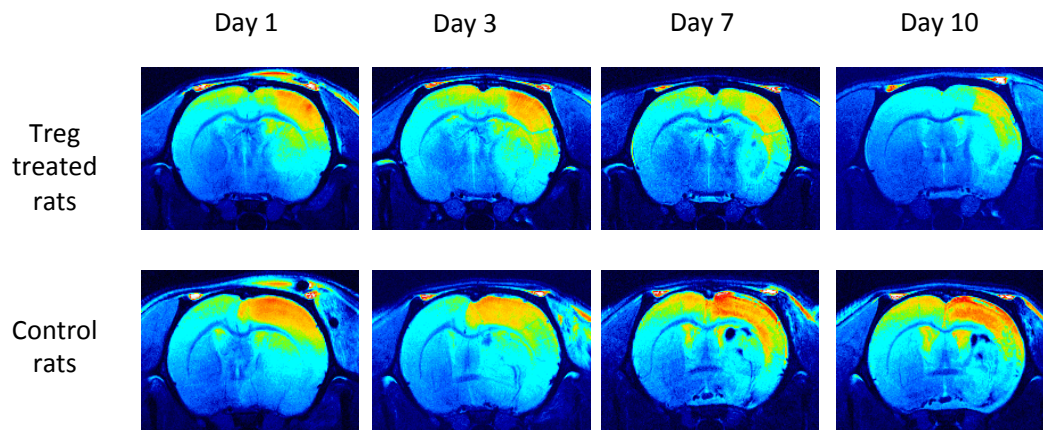 Day 1
Day 3
Day 7
Day 10
Treg
treated
rats
Control
rats